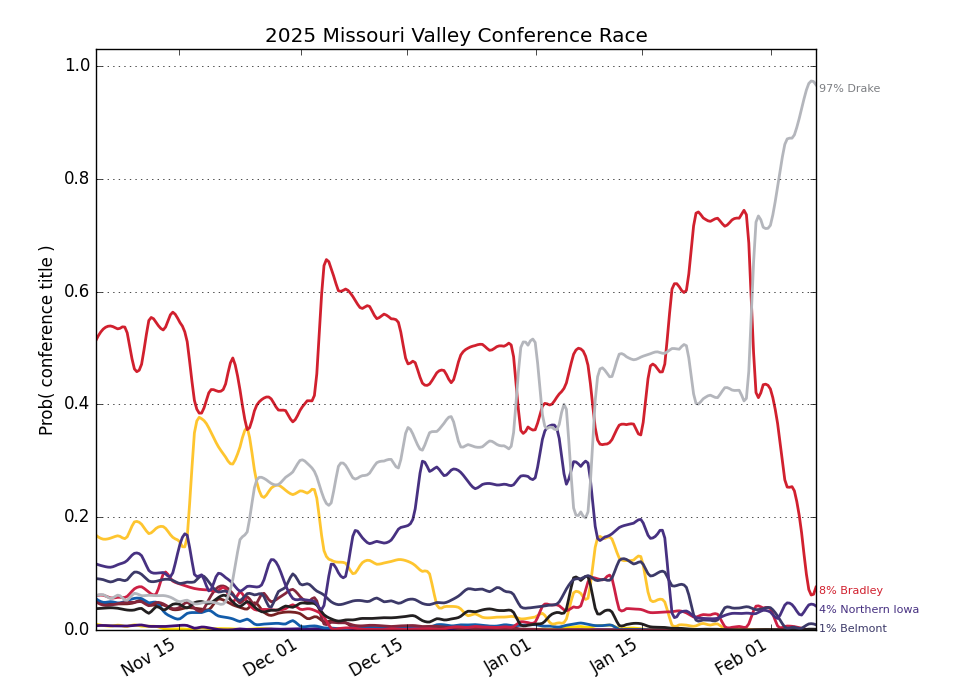 2025 Missouri Valley Conference Race
Prob( conference title )
1.0
0.8
0.6
0.4
0.2
0.0
Nov 15
Dec 01
Dec 15
Jan 01
Jan 15
Feb 01
97% Drake
8% Bradley
4% Northern Iowa
1% Belmont